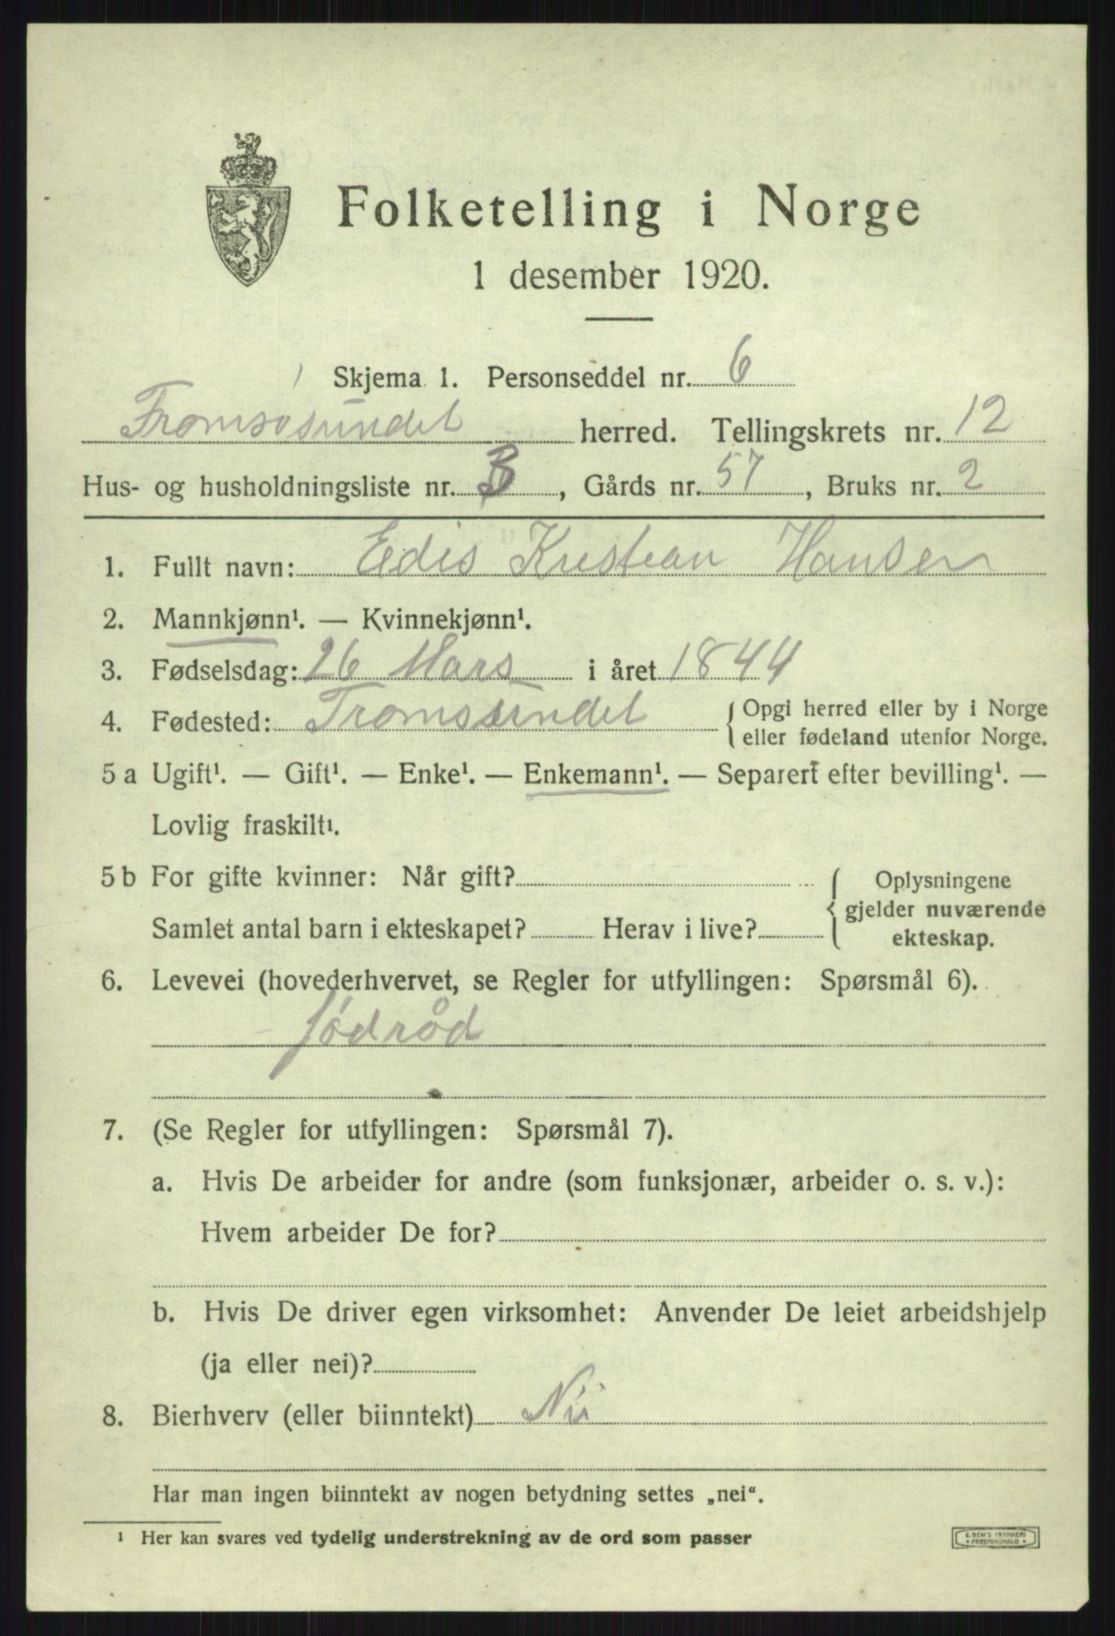 Folketelling i Norge
1 desember 1920.
Skjema 1. Personseddel nr. 6
Tromsøsundet herred. Tellingskrets nr. 12
Hus- og husholdningsliste nr. 3, Gårds nr. 57, Bruks nr. 2
1. Fullt navn: Edis Kristian Hansen
2. Mannkjønn¹. — Kvinnekjønn¹.
3. Fødselsdag: 26 Mars i året 1844
4. Fødested: Tromssundet { Opgi herred eller by i Norge
eller fødeland utenfor Norge.
5 a Ugift¹. — Gift¹. — Enke¹. — Enkemann¹. — Separert efter bevilling¹. —
Lovlig fraskilt¹.
5 b For gifte kvinner: Når gift? { Oplysningene
gjelder nuværende
Samlet antal barn i ekteskapet? Herav i live?
ekteskap.
6. Levevei (hovederhvervet, se Regler for utfyllingen: Spørsmål 6).
födråd
7. (Se Regler for utfyllingen: Spørsmål 7).
a. Hvis De arbeider for andre (som funksjonær, arbeider o. s. v.):
Hvem arbeider De for?
b. Hvis De driver egen virksomhet: Anvender De leiet arbeidshjelp
(ja eller nei)?
8. Bierhverv (eller biinntekt) Nii
Har man ingen biinntekt av nogen betydning settes „nei“.
¹ Her kan svares ved tydelig understrekning av de ord som passer